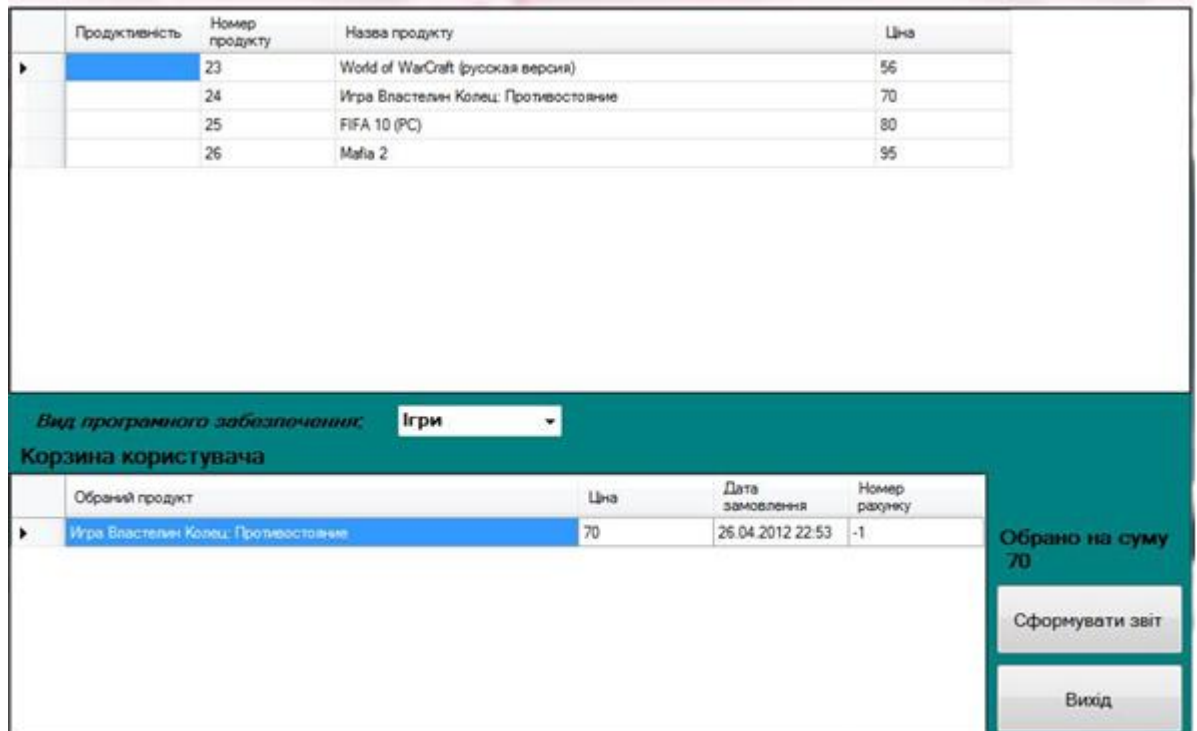 Продуктивність Номер продукту Назва продукту Ціна
23 World of WarCraft (русская версия) 56
24 Игра Властелин Колец: Противостояние 70
25 FIFA 10 (PC) 80
26 Mafia 2 95
Вид програмного забезпечення: Ігри
Корзина користувача
Обраний продукт Ціна Дата замовлення Номер рахунку
Игра Властелин Колец: Противостояние 70 26.04.2012 22:53 -1
Обрано на суму
70
Сформувати звіт
Вихід